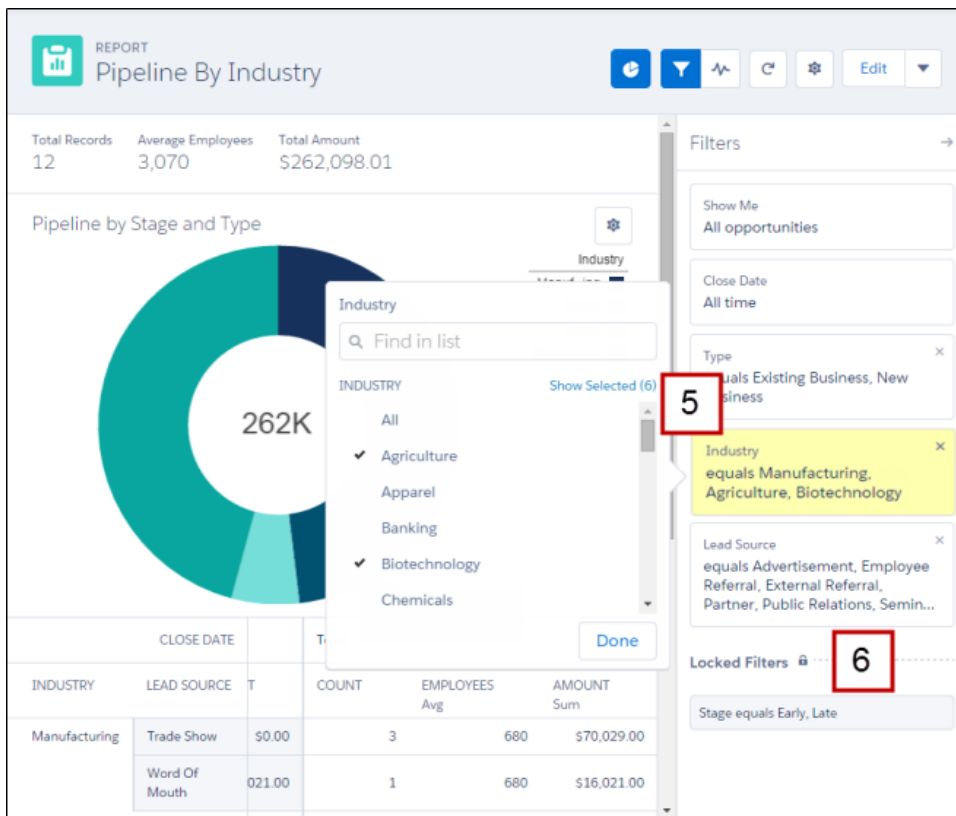 REPORT
Pipeline By Industry
Edit
Total Records
Average Employees
Total Amount
12
3,070
$262,098.01
Pipeline by Stage and Type
Industry
262K
Industry
Find in list
INDUSTRY
Show Selected (6)
All
Agriculture
Apparel
Banking
Biotechnology
Chemicals
Done
Filters
Show Me
All opportunities
Close Date
All time
Type
Existing Business, New
5
Industry
equals Manufacturing,
Agriculture, Biotechnology
Lead Source
equals Advertisement, Employee
Referral, External Referral,
Partner, Public Relations, Semin...
Locked Filters
6
Stage equals Early, Late
CLOSE DATE
INDUSTRY LEAD SOURCE T COUNT EMPLOYEES AMOUNT
Avg Sum
Manufacturing Trade Show $0.00 3 680 $70,029.00
Word Of
Mouth 021.00 1 680 $16,021.00